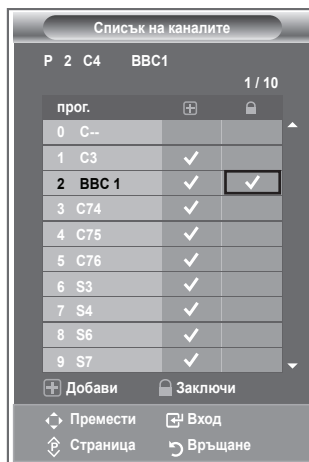 Списък на каналите
P 2 C4 BBC1
1 / 10
прог.
0 C--
1 C3
2 BBC 1
3 C74
4 C75
5 C76
6 S3
7 S4
8 S6
9 S7
Добави Заключи
Премести Вход
P Страница Връщане